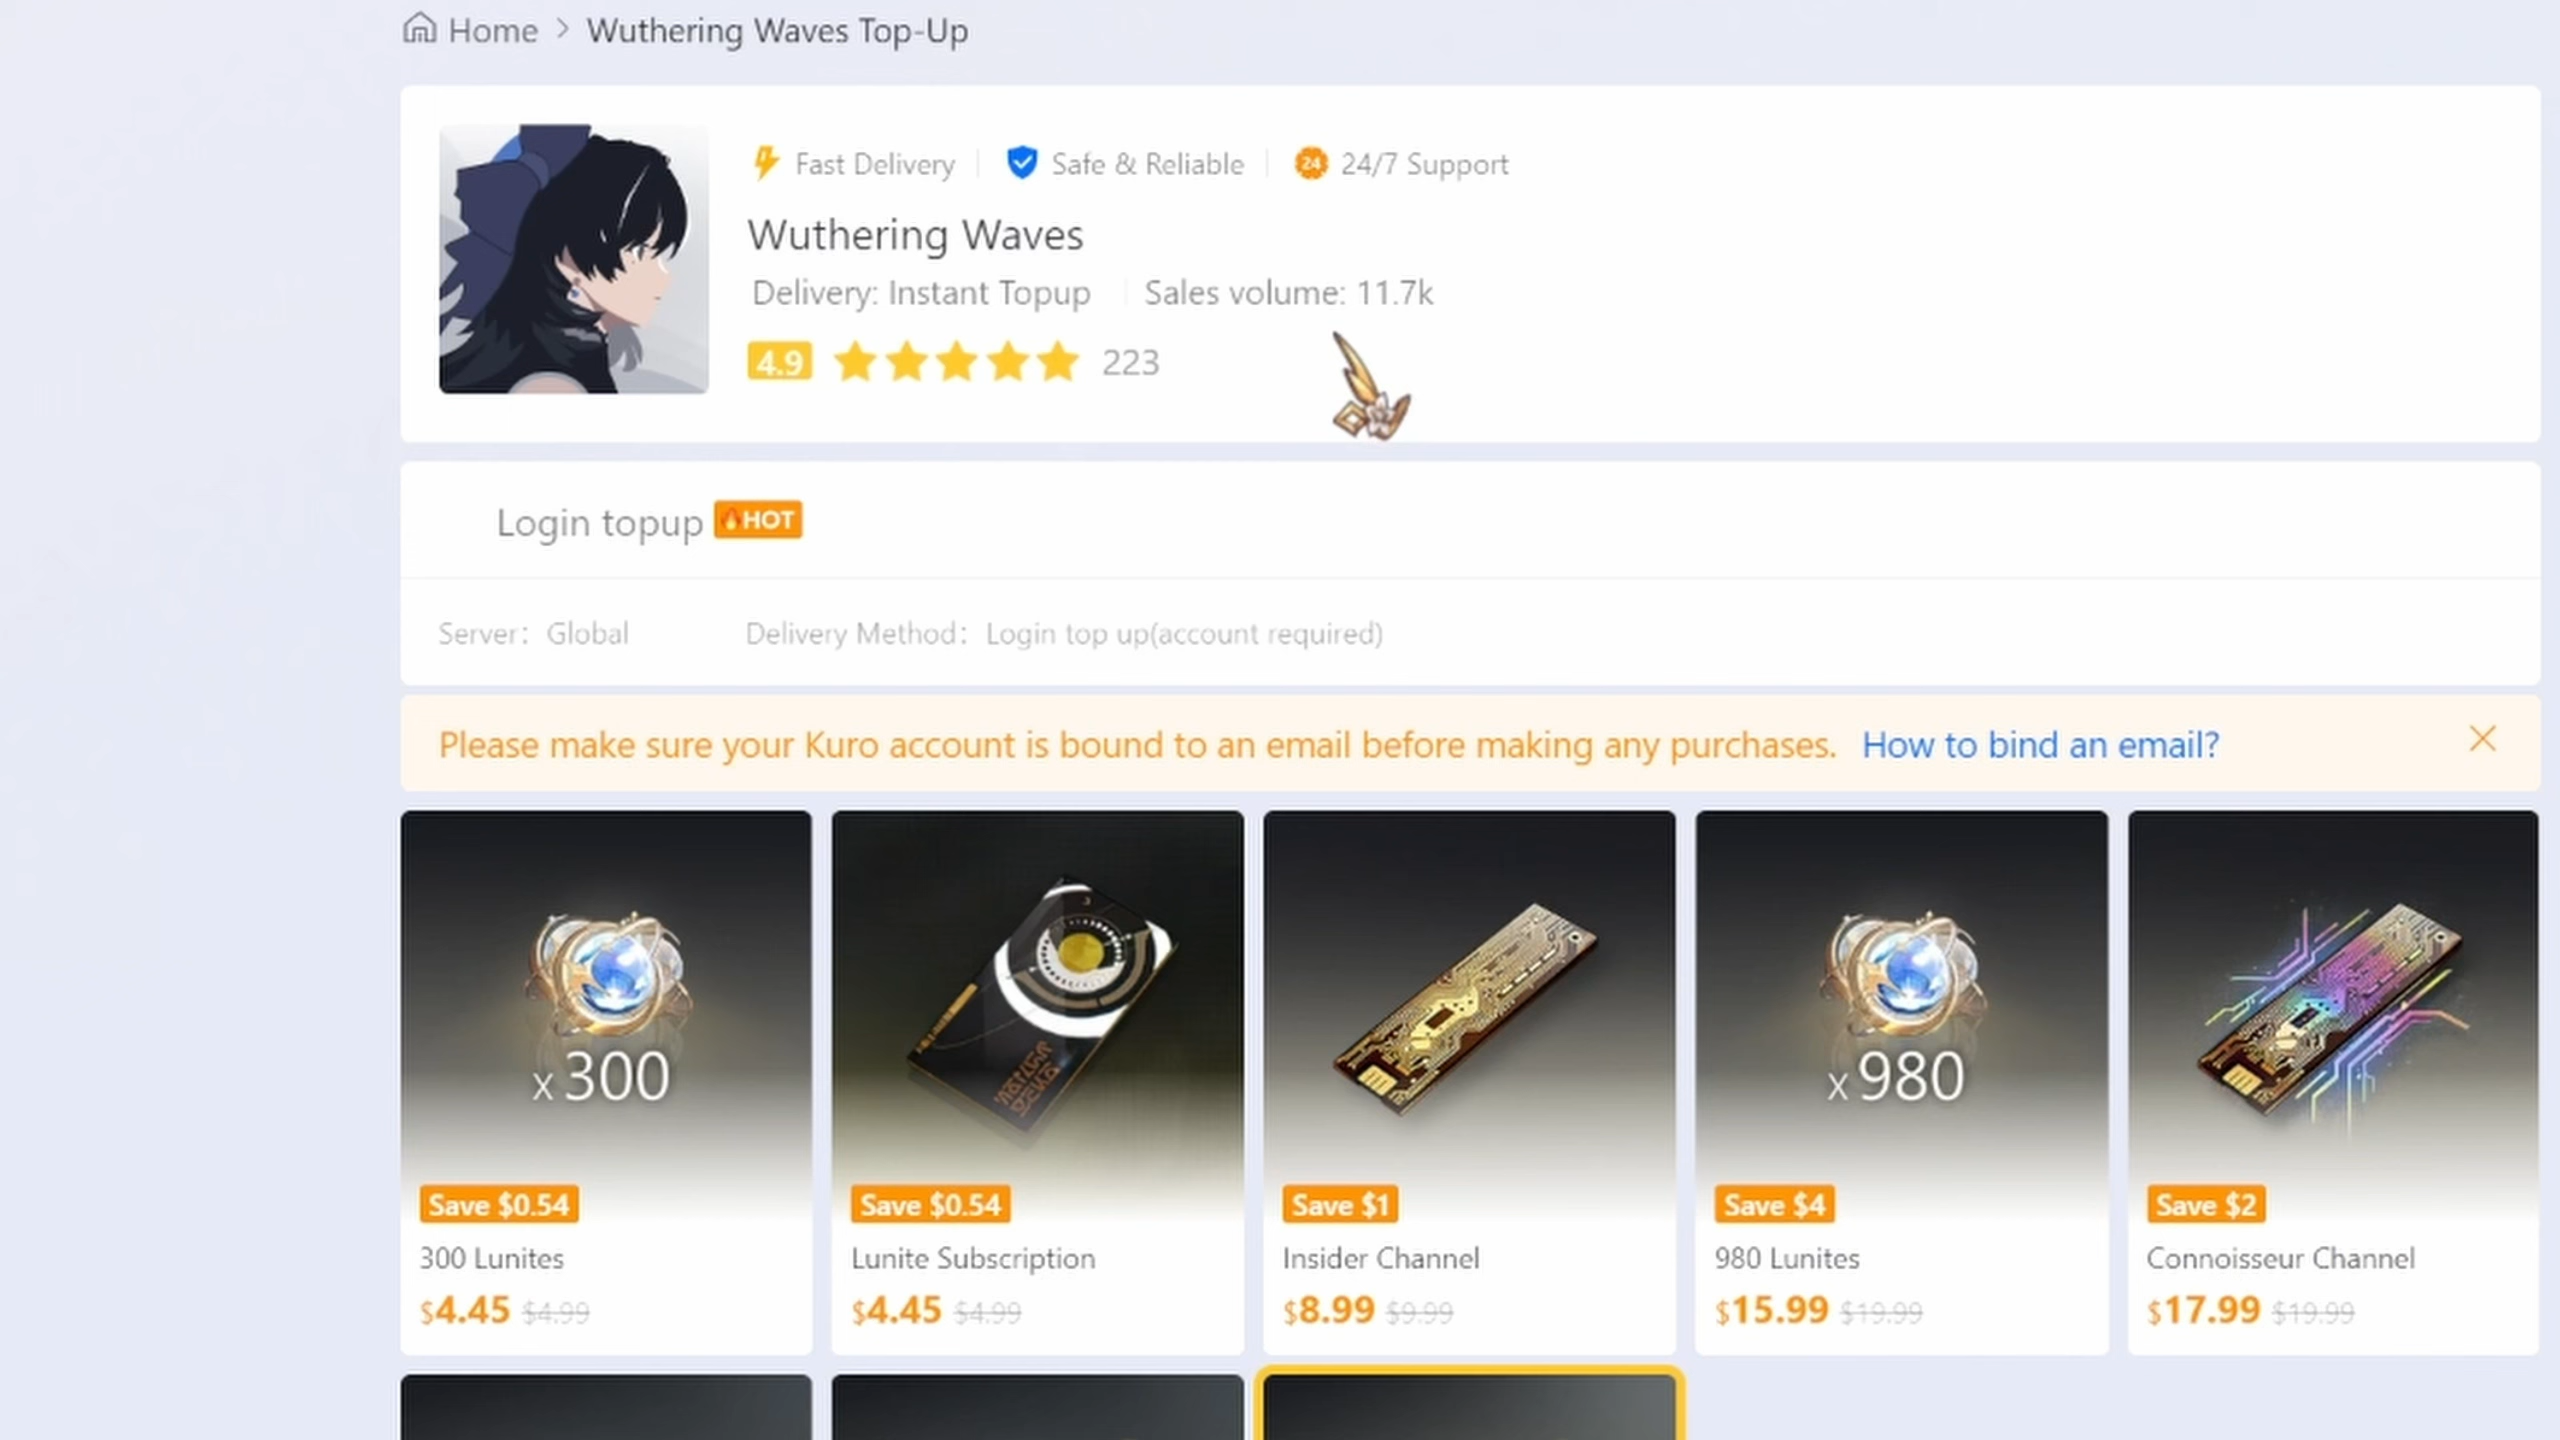 Home > Wuthering Waves Top-Up
Fast Delivery
Safe & Reliable
24 24/7 Support
Wuthering Waves
Delivery: Instant Topup
Sales volume: 11.7k
4.9
223
Login topup HOT
Server: Global
Delivery Method: Login top up(account required)
Please make sure your Kuro account is bound to an email before making any purchases. How to bind an email?
x 300
x 980
Save $0.54
300 Lunites
$4.45 $4.99
Save $0.54
Lunite Subscription
$4.45 $4.99
Save $1
Insider Channel
$8.99 $9.99
Save $4
980 Lunites
$15.99 $19.99
Save $2
Connoisseur Channel
$17.99 $19.99